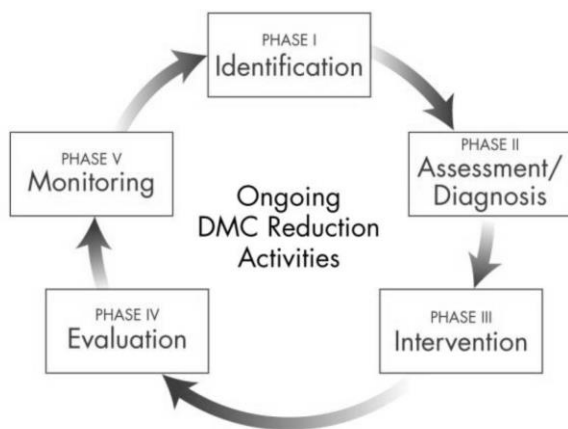 PHASE I
Identification
PHASE II
Assessment/
Diagnosis
PHASE III
Intervention
PHASE IV
Evaluation
PHASE V
Monitoring
Ongoing
DMC Reduction
Activities